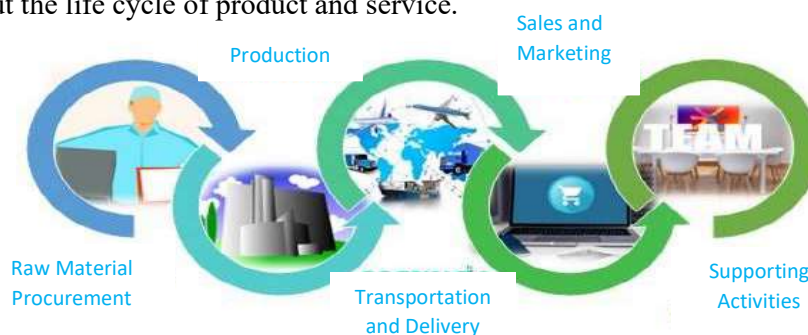 ut the life cycle of product and service.
Sales and
Marketing
Production
TEAM
Raw Material
Procurement
Transportation
and Delivery
Supporting
Activities